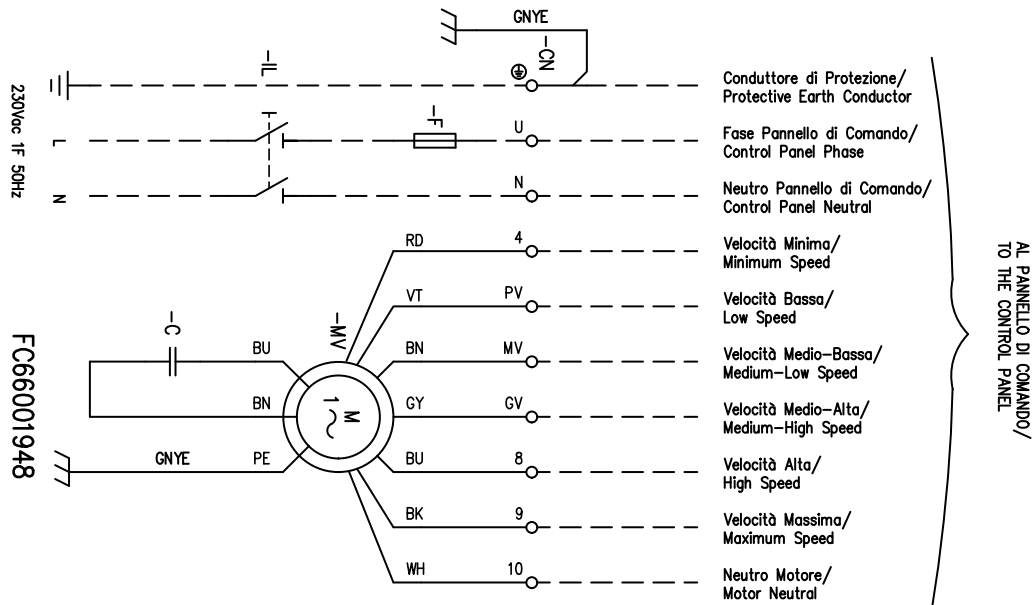 GNYE
-CN
-IL
Conduttore di Protezione/
Protective Earth Conductor
230Vac 1F 50Hz
L
-F
U
Fase Pannello di Comando/
Control Panel Phase
N
N
Neutro Pannello di Comando/
Control Panel Neutral
AL PANNELLO DI COMANDO/
TO THE CONTROL PANEL
RD
4
Velocità Minima/
Minimum Speed
VT
PV
Velocità Bassa/
Low Speed
-C
-MV
BU
BN
MV
Velocità Medio-Bassa/
Medium-Low Speed
BN
M
1~
GY
GV
Velocità Medio-Alta/
Medium-High Speed
FC66001948
GNYE
PE
BU
8
Velocità Alta/
High Speed
BK
9
Velocità Massima/
Maximum Speed
WH
10
Neutro Motore/
Motor Neutral